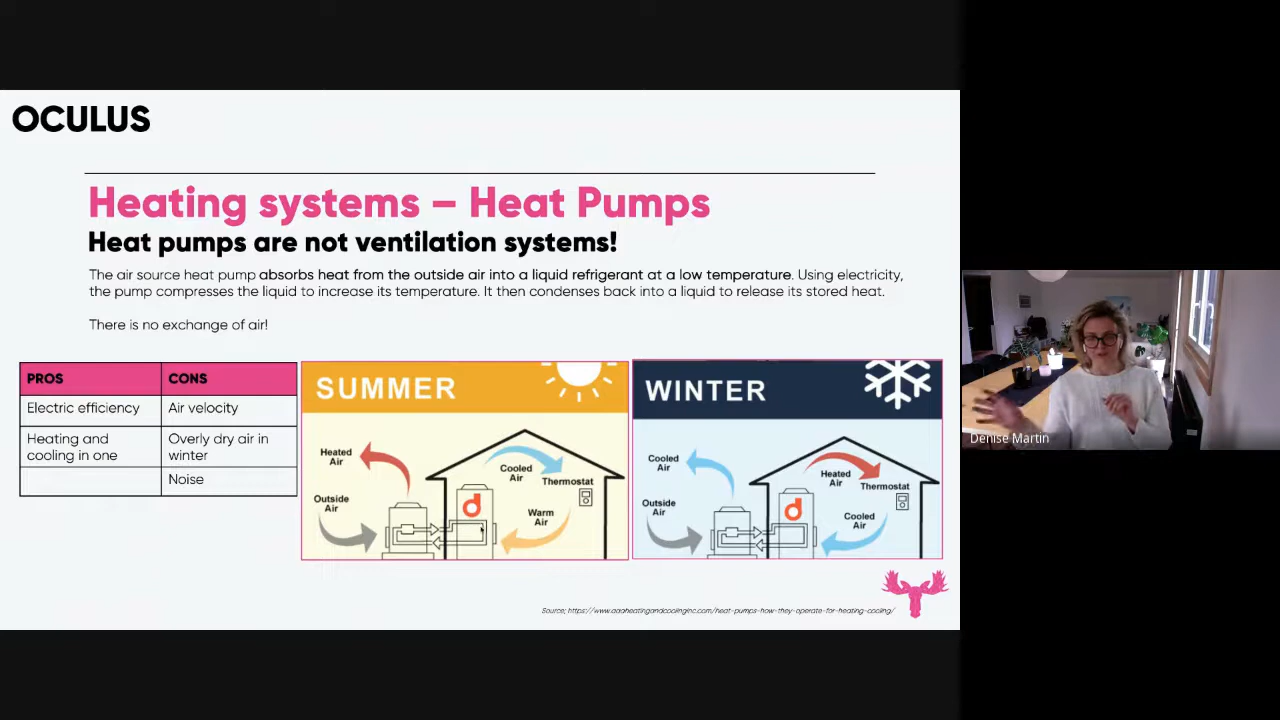 OCULUS
Heating systems – Heat Pumps
Heat pumps are not ventilation systems!
The air source heat pump absorbs heat from the outside air into a liquid refrigerant at a low temperature. Using electricity,
the pump compresses the liquid to increase its temperature. It then condenses back into a liquid to release its stored heat.
There is no exchange of air!
PROS CONS
Electric efficiency Air velocity
Heating and Overly dry air in
cooling in one winter
Noise
SUMMER
Heated
Air
Outside
Air
Cooled
Air
Thermostat
Warm
Air
d
WINTER
Cooled
Air
Outside
Air
Heated
Air
Thermostat
Cooled
Air
d
Source; https://www.aaaheatingandcoolinginc.com/heat-pumps-how-they-operate-for-heating-cooling/
Denise Martin